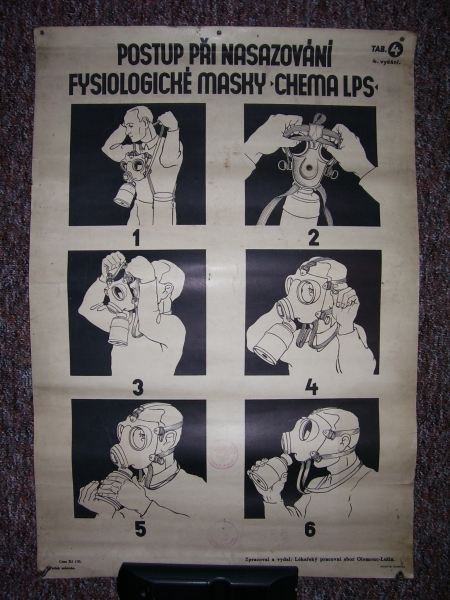 POSTUP PŘI NASAZOVÁNÍ
FYSIOLOGICKÉ MASKY „CHEMA LPS“
TAB. 4
4. vydání.
1
2
3
4
5
6
Zpracoval a vydal: Lékařský pracovní sbor Olomouc-Lutín.